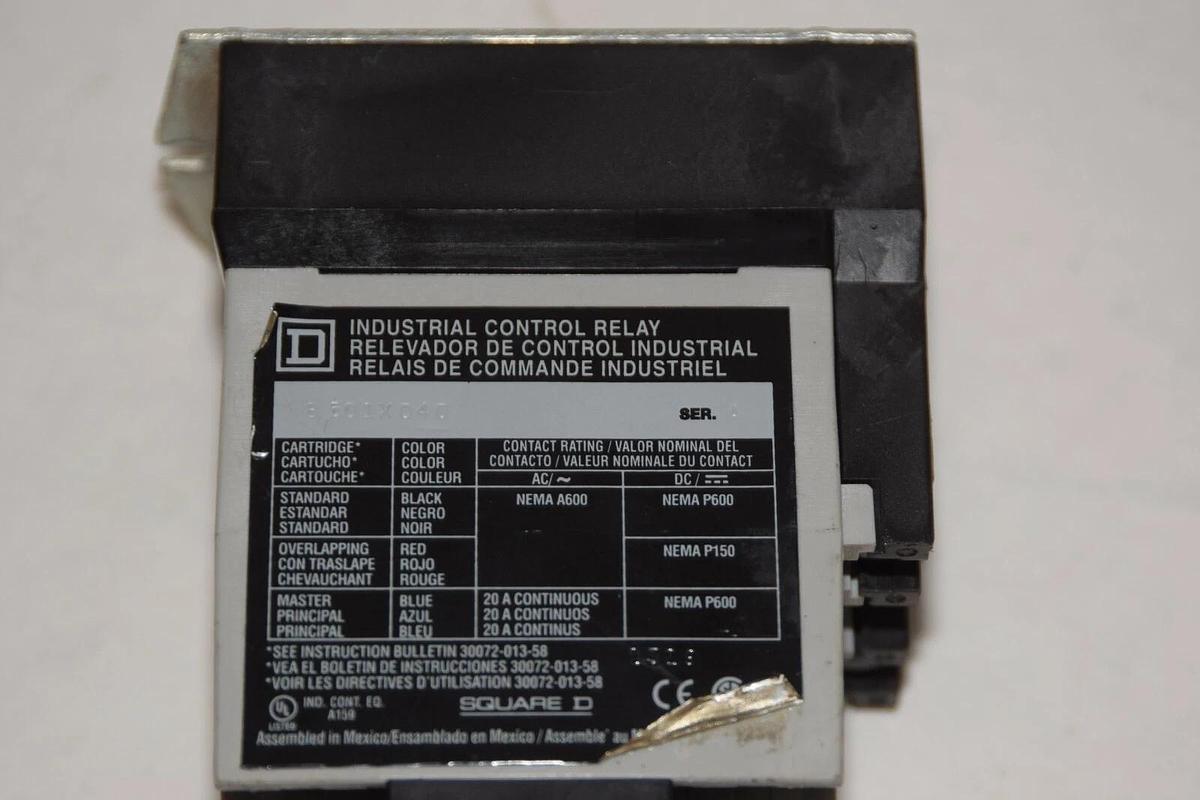 D INDUSTRIAL CONTROL RELAY
RELEVADOR DE CONTROL INDUSTRIAL
RELAIS DE COMMANDE INDUSTRIEL
8501XO40 SER.
CARTRIDGE* COLOR CONTACT RATING / VALOR NOMINAL DEL
CARTUCHO* COLOR CONTACTO / VALEUR NOMINALE DU CONTACT
CARTOUCHE* COULEUR AC/ ~ DC / ⎓
STANDARD BLACK NEMA A600 NEMA P600
ESTANDAR NEGRO
STANDARD NOIR
OVERLAPPING RED NEMA P150
CON TRASLAPE ROJO
CHEVAUCHANT ROUGE
MASTER BLUE 20 A CONTINUOUS NEMA P600
PRINCIPAL AZUL 20 A CONTINUOS
PRINCIPAL BLEU 20 A CONTINUS
*SEE INSTRUCTION BULLETIN 30072-013-58
*VEA EL BOLETIN DE INSTRUCCIONES 30072-013-58
*VOIR LES DIRECTIVES D'UTILISATION 30072-013-58
UL LISTED IND. CONT. EQ.
A159
SQUARE D CE
Assembled in Mexico/Ensamblado en Mexico / Assemble' au